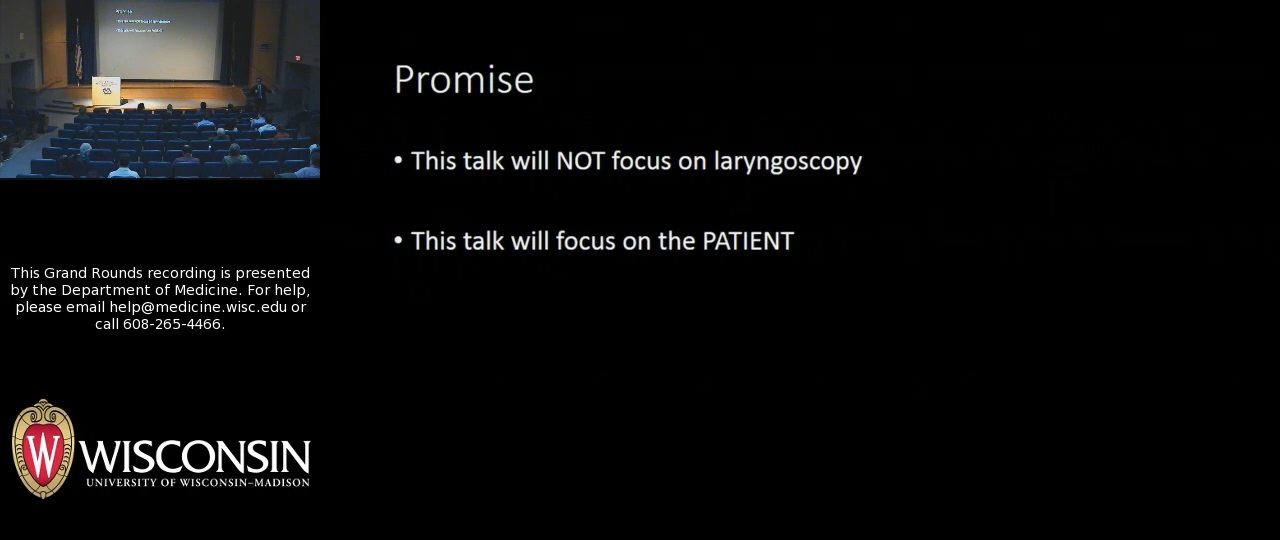 Promise
• This talk will NOT focus on laryngoscopy
• This talk will focus on the PATIENT
This Grand Rounds recording is presented
by the Department of Medicine. For help,
please email help@medicine.wisc.edu or
call 608-265-4466.
W
WISCONSIN
UNIVERSITY OF WISCONSIN–MADISON